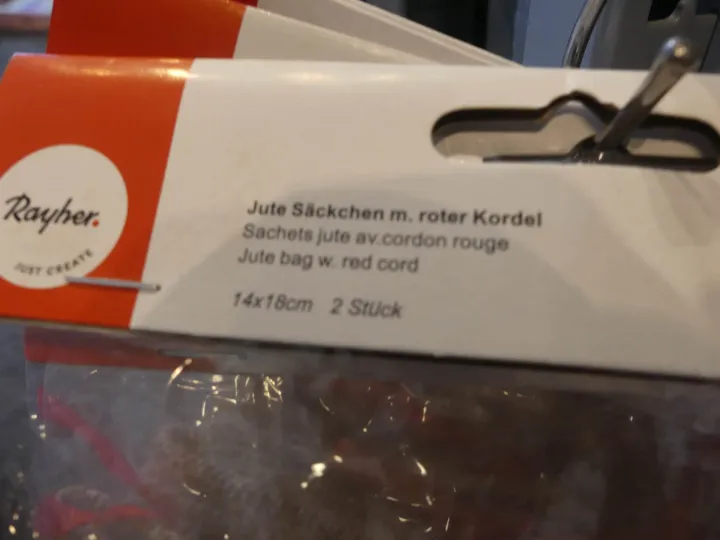 Rayher.
JUST CREATE
Jute Säckchen m. roter Kordel
Sachets jute av.cordon rouge
Jute bag w. red cord
14x18cm 2 Stück